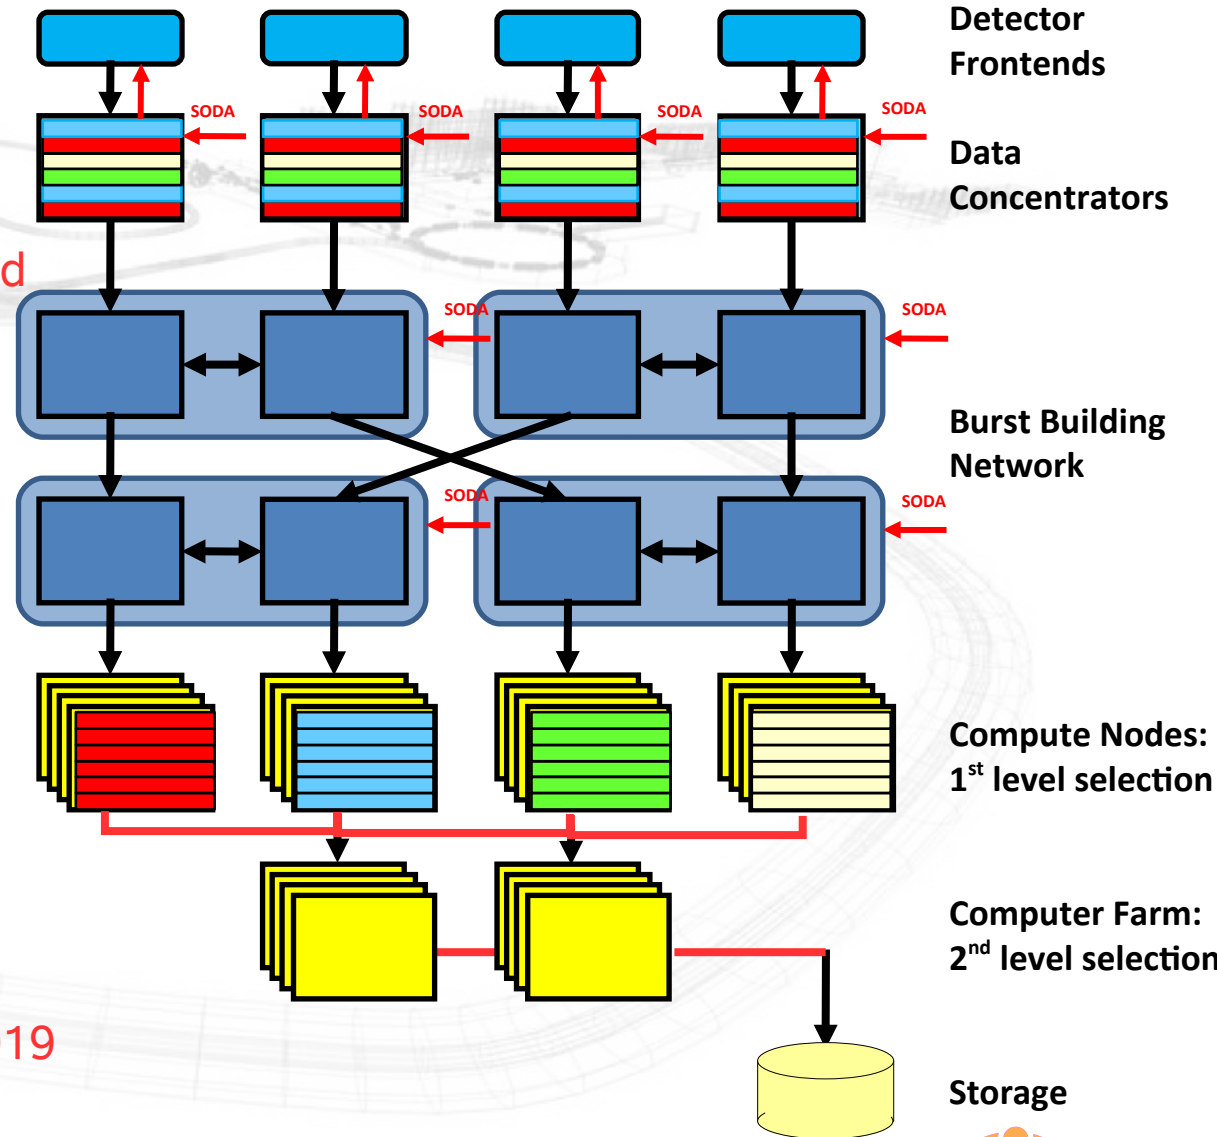 Detector
Frontends
SODA
SODA
SODA
SODA
Data
Concentrators
d
SODA
SODA
Burst Building
Network
SODA
SODA
Compute Nodes:
1st level selection
Computer Farm:
2nd level selection
19
Storage